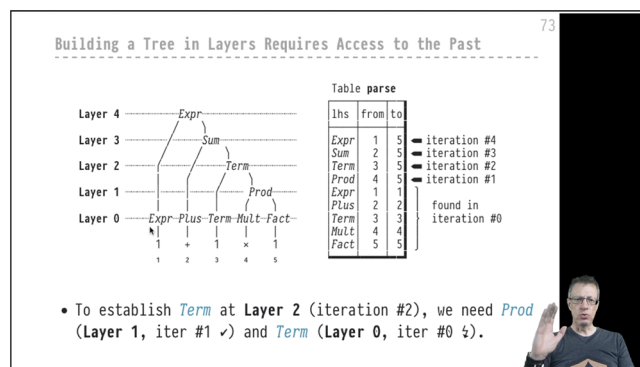 73
Building a Tree in Layers Requires Access to the Past
Table parse
lhs from to
Layer 4 Expr
Layer 3 Sum
Layer 2 Term
Layer 1 Prod
Layer 0 Expr Plus Term Mult Fact
1 + 1 × 1
1 2 3 4 5
Expr 1 5 iteration #4
Sum 2 5 iteration #3
Term 3 5 iteration #2
Prod 4 5 iteration #1
Expr 1 1
Plus 2 2 found in
Term 3 3 iteration #0
Mult 4 4
Fact 5 5
• To establish Term at Layer 2 (iteration #2), we need Prod
(Layer 1, iter #1 ✔) and Term (Layer 0, iter #0 ↯).